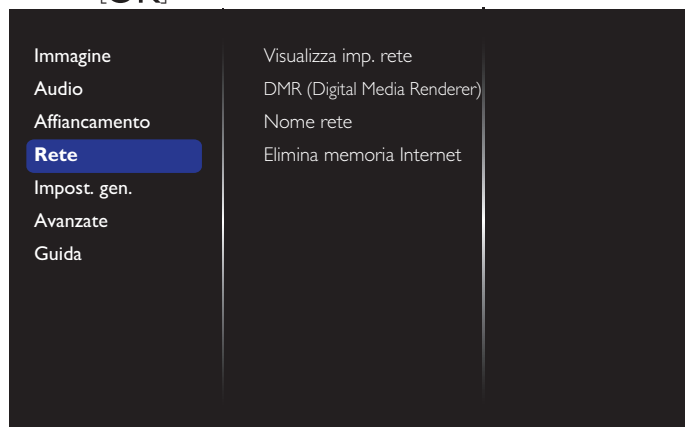 [OK]
Immagine
Audio
Affiancamento
Rete
Impost. gen.
Avanzate
Guida
Visualizza imp. rete
DMR (Digital Media Renderer)
Nome rete
Elimina memoria Internet